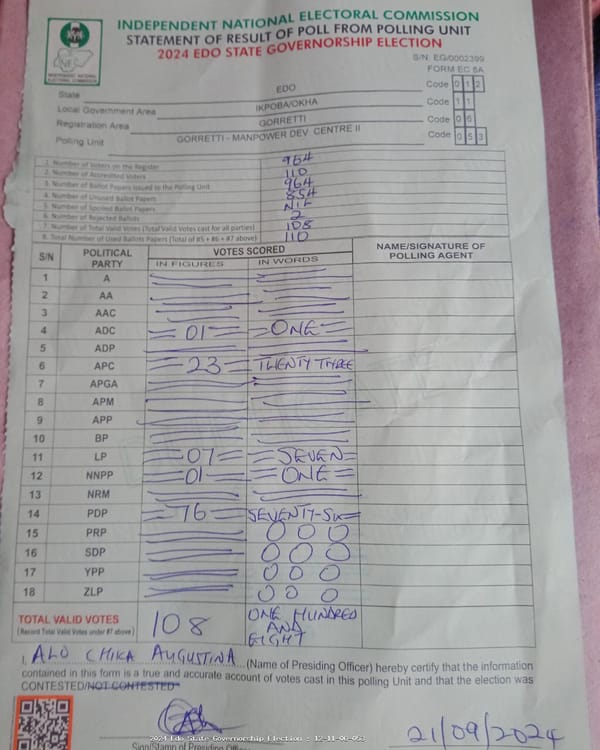 INDEPENDENT NATIONAL ELECTORAL COMMISSION
STATEMENT OF RESULT OF POLL FROM POLLING UNIT
2024 EDO STATE GOVERNORSHIP ELECTION
INEC
INDEPENDENT NATIONAL ELECTORAL COMMISSION
S/N: EG/0002399
FORM EC 8A
State EDO Code 0 1 2
Local Government Area IKPOBA/OKHA Code 1 1
Registration Area GORRETTI Code 0 6
Polling Unit GORRETTI - MANPOWER DEV CENTRE II Code 0 5 3
1. Number of Voters on the Register 964
2. Number of Accredited Voters 110
3. Number of Ballot Papers Issued to the Polling Unit 964
4. Number of Unused Ballot Papers 854
5. Number of Spoiled Ballot Papers NIL
6. Number of Rejected Ballots 2
7. Number of Total Valid Votes (Total Valid Votes cast for all parties) 108
8. Total Number of Used Ballots Papers (Total of #5 + #6 + #7 above) 110
S/N POLITICAL PARTY VOTES SCORED NAME/SIGNATURE OF POLLING AGENT
IN FIGURES IN WORDS
1 A
2 AA
3 AAC
4 ADC 01 ONE
5 ADP
6 APC 23 TWENTY THREE
7 APGA
8 APM
9 APP
10 BP
11 LP 07 SEVEN
12 NNPP 01 ONE
13 NRM
14 PDP 76 SEVENTY-SIX
15 PRP 0 0 0
16 SDP 0 0 0
17 YPP 0 0 0
18 ZLP 0 0 0
TOTAL VALID VOTES 108 ONE HUNDRED AND EIGHT
(Record Total Valid Votes under #7 above)
I, ALO CHIKA AUGUSTINA (Name of Presiding Officer) hereby certify that the information
contained in this form is a true and accurate account of votes cast in this polling Unit and that the election was
CONTESTED/NOT CONTESTED
21/09/2024
2024 Edo State Governorship Election : 12-11-06-053
Sign/Stamp of Presiding